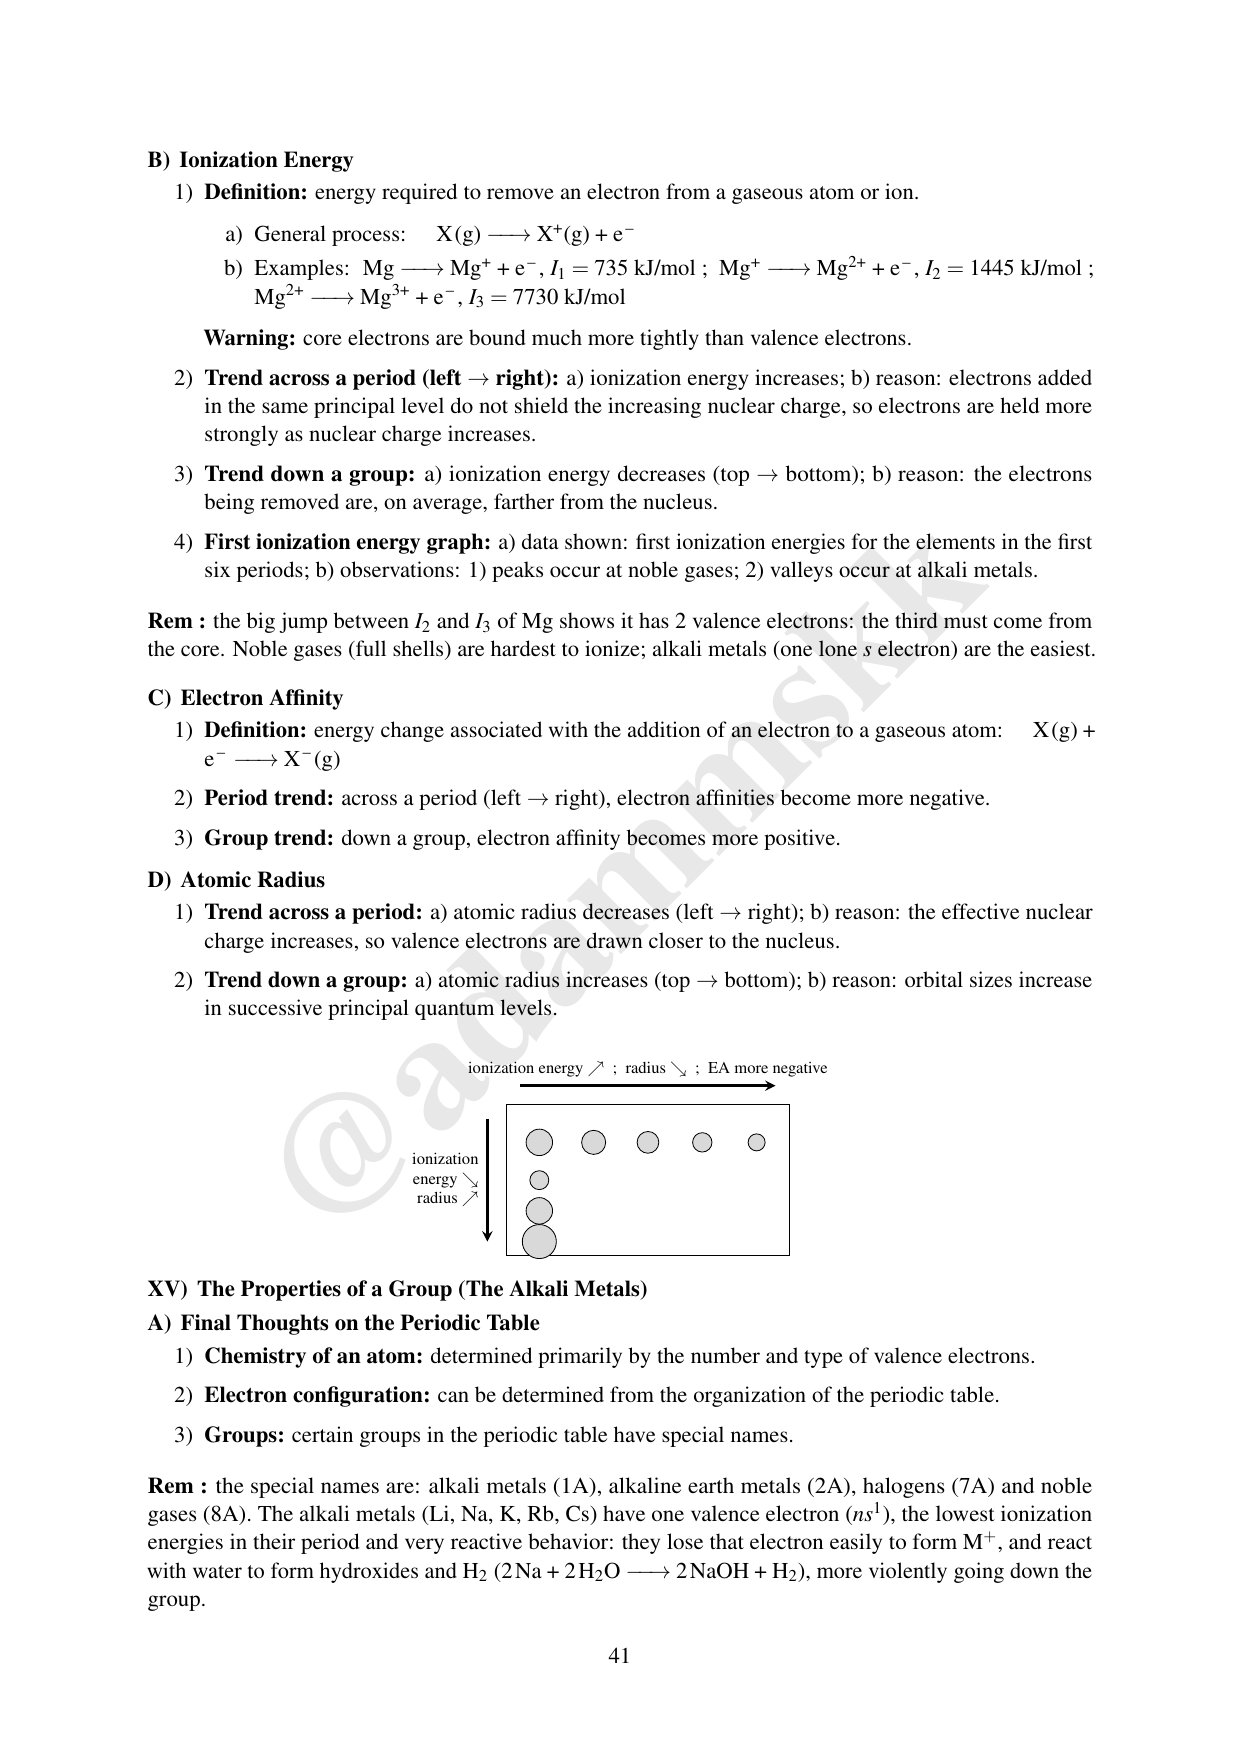 B) Ionization Energy
1) Definition: energy required to remove an electron from a gaseous atom or ion.
a) General process: X(g) ⟶ X⁺(g) + e⁻
b) Examples: Mg ⟶ Mg⁺ + e⁻, I₁ = 735 kJ/mol ; Mg⁺ ⟶ Mg²⁺ + e⁻, I₂ = 1445 kJ/mol ;
Mg²⁺ ⟶ Mg³⁺ + e⁻, I₃ = 7730 kJ/mol
Warning: core electrons are bound much more tightly than valence electrons.
2) Trend across a period (left → right): a) ionization energy increases; b) reason: electrons added
in the same principal level do not shield the increasing nuclear charge, so electrons are held more
strongly as nuclear charge increases.
3) Trend down a group: a) ionization energy decreases (top → bottom); b) reason: the electrons
being removed are, on average, farther from the nucleus.
4) First ionization energy graph: a) data shown: first ionization energies for the elements in the first
six periods; b) observations: 1) peaks occur at noble gases; 2) valleys occur at alkali metals.
Rem : the big jump between I₂ and I₃ of Mg shows it has 2 valence electrons: the third must come from
the core. Noble gases (full shells) are hardest to ionize; alkali metals (one lone s electron) are the easiest.
C) Electron Affinity
1) Definition: energy change associated with the addition of an electron to a gaseous atom: X(g) +
e⁻ ⟶ X⁻(g)
2) Period trend: across a period (left → right), electron affinities become more negative.
3) Group trend: down a group, electron affinity becomes more positive.
D) Atomic Radius
1) Trend across a period: a) atomic radius decreases (left → right); b) reason: the effective nuclear
charge increases, so valence electrons are drawn closer to the nucleus.
2) Trend down a group: a) atomic radius increases (top → bottom); b) reason: orbital sizes increase
in successive principal quantum levels.
ionization energy ↗ ; radius ↘ ; EA more negative
ionization
energy ↘
radius ↗
XV) The Properties of a Group (The Alkali Metals)
A) Final Thoughts on the Periodic Table
1) Chemistry of an atom: determined primarily by the number and type of valence electrons.
2) Electron configuration: can be determined from the organization of the periodic table.
3) Groups: certain groups in the periodic table have special names.
Rem : the special names are: alkali metals (1A), alkaline earth metals (2A), halogens (7A) and noble
gases (8A). The alkali metals (Li, Na, K, Rb, Cs) have one valence electron (ns¹), the lowest ionization
energies in their period and very reactive behavior: they lose that electron easily to form M⁺, and react
with water to form hydroxides and H₂ (2 Na + 2 H₂O ⟶ 2 NaOH + H₂), more violently going down the
group.
41
@adammskk